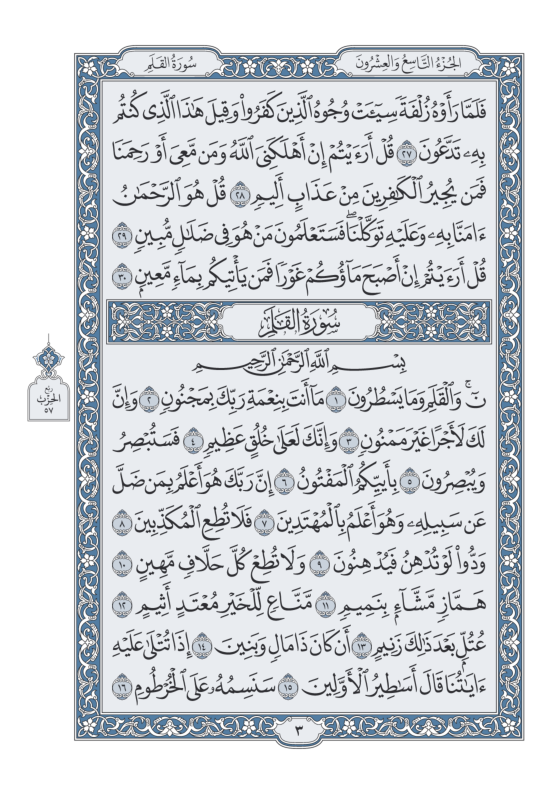 سُورَةُ القَلَمِ
الجُزْءُ التَّاسِعُ وَالعِشْرُونَ
فَلَمَّا رَأَوْهُ زُلْفَةً سِيٓـَٔتْ وُجُوهُ ٱلَّذِينَ كَفَرُوا۟ وَقِيلَ هَٰذَا ٱلَّذِى كُنتُم
بِهِۦ تَدَّعُونَ ٢٧ قُلْ أَرَءَيْتُمْ إِنْ أَهْلَكَنِىَ ٱللَّهُ وَمَن مَّعِىَ أَوْ رَحِمَنَا
فَمَن يُجِيرُ ٱلْكَٰفِرِينَ مِنْ عَذَابٍ أَلِيمٍ ٢٨ قُلْ هُوَ ٱلرَّحْمَٰنُ
ءَامَنَّا بِهِۦ وَعَلَيْهِ تَوَكَّلْنَا ۖ فَسَتَعْلَمُونَ مَنْ هُوَ فِى ضَلَٰلٍ مُّبِينٍ ٢٩
قُلْ أَرَءَيْتُمْ إِنْ أَصْبَحَ مَآؤُكُمْ غَوْرًا فَمَن يَأْتِيكُم بِمَآءٍ مَّعِينٍۭ ٣٠
سُورَةُ القَلَمِ
بِسْمِ ٱللَّهِ ٱلرَّحْمَٰنِ ٱلرَّحِيمِ
نٓ ۚ وَٱلْقَلَمِ وَمَا يَسْطُرُونَ ١ مَآ أَنتَ بِنِعْمَةِ رَبِّكَ بِمَجْنُونٍ ٢ وَإِنَّ
لَكَ لَأَجْرًا غَيْرَ مَمْنُونٍ ٣ وَإِنَّكَ لَعَلَىٰ خُلُقٍ عَظِيمٍ ٤ فَسَتُبْصِرُ
وَيُبْصِرُونَ ٥ بِأَييِّكُمُ ٱلْمَفْتُونُ ٦ إِنَّ رَبَّكَ هُوَ أَعْلَمُ بِمَن ضَلَّ
عَن سَبِيلِهِۦ وَهُوَ أَعْلَمُ بِٱلْمُهْتَدِينَ ٧ فَلَا تُطِعِ ٱلْمُكَذِّبِينَ ٨
وَدُّوا۟ لَوْ تُدْهِنُ فَيُدْهِنُونَ ٩ وَلَا تُطِعْ كُلَّ حَلَّافٍ مَّهِينٍ ١٠
هَمَّازٍ مَّشَّآءٍۭ بِنَمِيمٍ ١١ مَّنَّاعٍ لِّلْخَيْرِ مُعْتَدٍ أَثِيمٍ ١٢
عُتُلٍّۭ بَعْدَ ذَٰلِكَ زَنِيمٍ ١٣ أَن كَانَ ذَا مَالٍ وَبَنِينَ ١٤ إِذَا تُتْلَىٰ عَلَيْهِ
ءَايَٰتُنَا قَالَ أَسَٰطِيرُ ٱلْأَوَّلِينَ ١٥ سَنَسِمُهُۥ عَلَى ٱلْخُرْطُومِ ١٦
٣
ربع
الحزب
٥٧